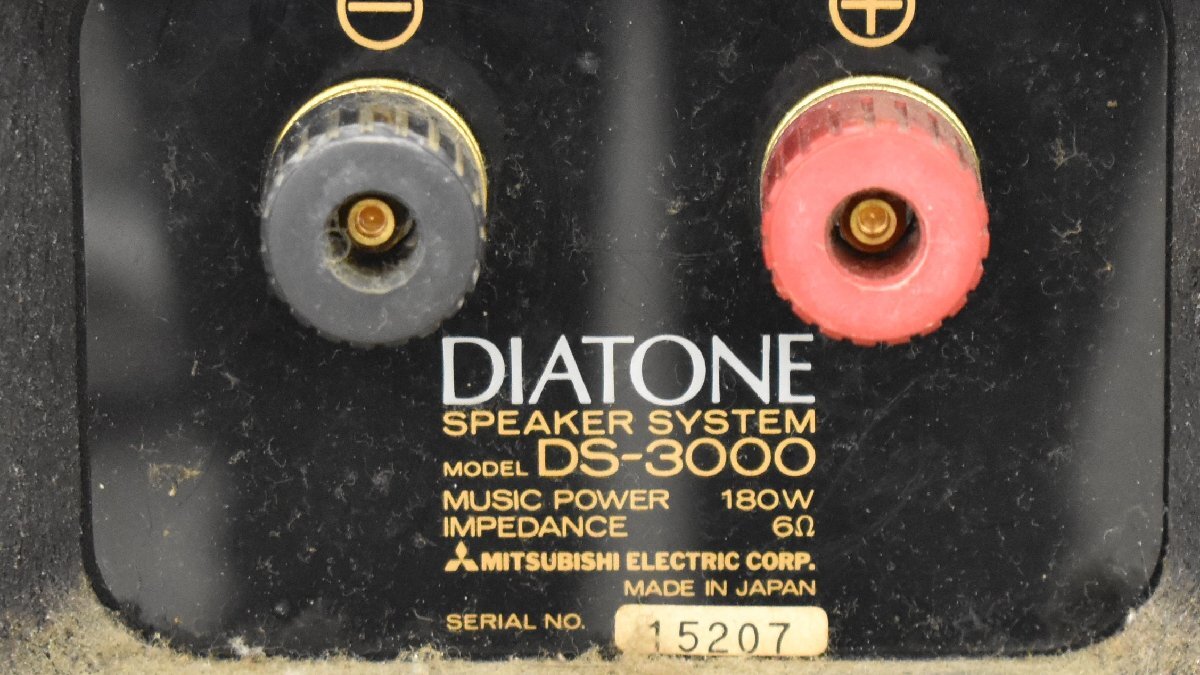 DIATONE
SPEAKER SYSTEM
MODEL DS-3000
MUSIC POWER 180W
IMPEDANCE 6Ω
MITSUBISHI ELECTRIC CORP.
MADE IN JAPAN
SERIAL NO. 15207